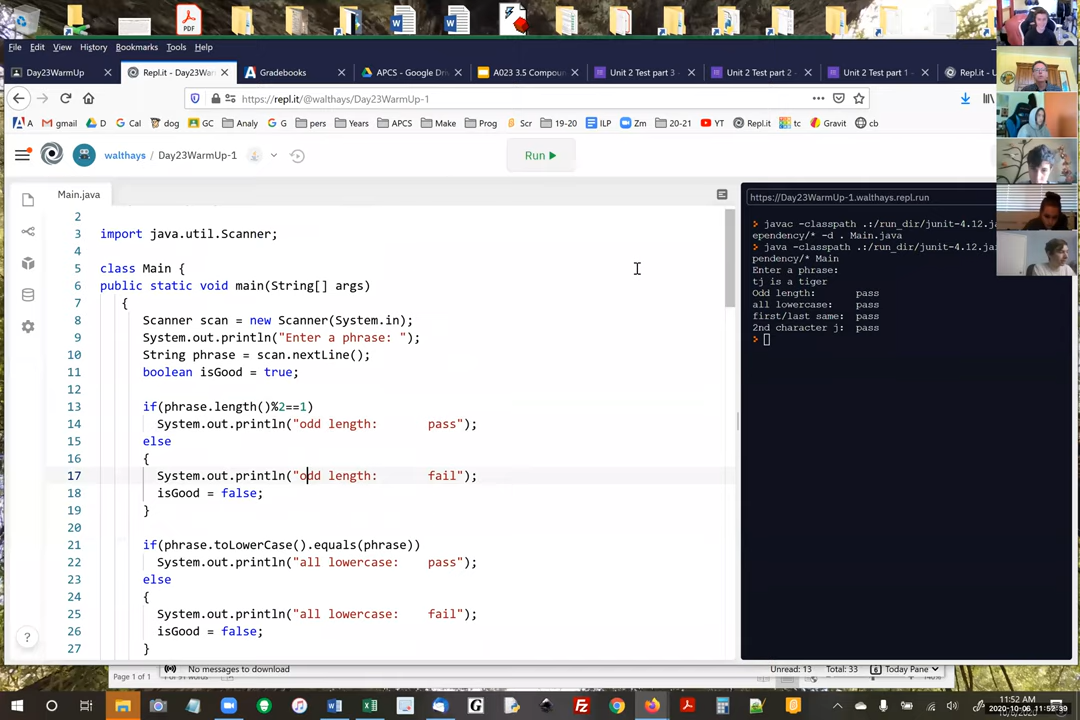 PDF
File Edit View History Bookmarks Tools Help
Day23WarmUp
Repl.it - Day23War
Gradebooks
APCS - Google Dri
A023 3.5 Compoun
Unit 2 Test part 3 -
Unit 2 Test part 2 -
Unit 2 Test part 1 -
Repl.it -
https://repl.it/@walthays/Day23WarmUp-1
A gmail D G Cal dog GC Analy G pers Years APCS Make Prog Scr 19-20 ILP Zm 20-21 YT Repl.it tc Gravit cb
walthays / Day23WarmUp-1
Run
Main.java
https://Day23WarmUp-1.walthays.repl.run
2
3 import java.util.Scanner;
4
5 class Main {
6 public static void main(String[] args)
7 {
8 Scanner scan = new Scanner(System.in);
9 System.out.println("Enter a phrase: ");
10 String phrase = scan.nextLine();
11 boolean isGood = true;
12
13 if(phrase.length()%2==1)
14 System.out.println("odd length: pass");
15 else
16 {
17 System.out.println("odd length: fail");
18 isGood = false;
19 }
20
21 if(phrase.toLowerCase().equals(phrase))
22 System.out.println("all lowercase: pass");
23 else
24 {
25 System.out.println("all lowercase: fail");
26 isGood = false;
27 }
javac -classpath .:/run_dir/junit-4.12.ja
ependency/* -d . Main.java
java -classpath .:/run_dir/junit-4.12.ja
pendency/* Main
Enter a phrase:
tj is a tiger
Odd length: pass
all lowercase: pass
first/last same: pass
2nd character j: pass
No messages to download
Unread: 13 Total: 33
Today Pane
Page 1 of 1
11:52 AM
2020-10-06 11:52:39